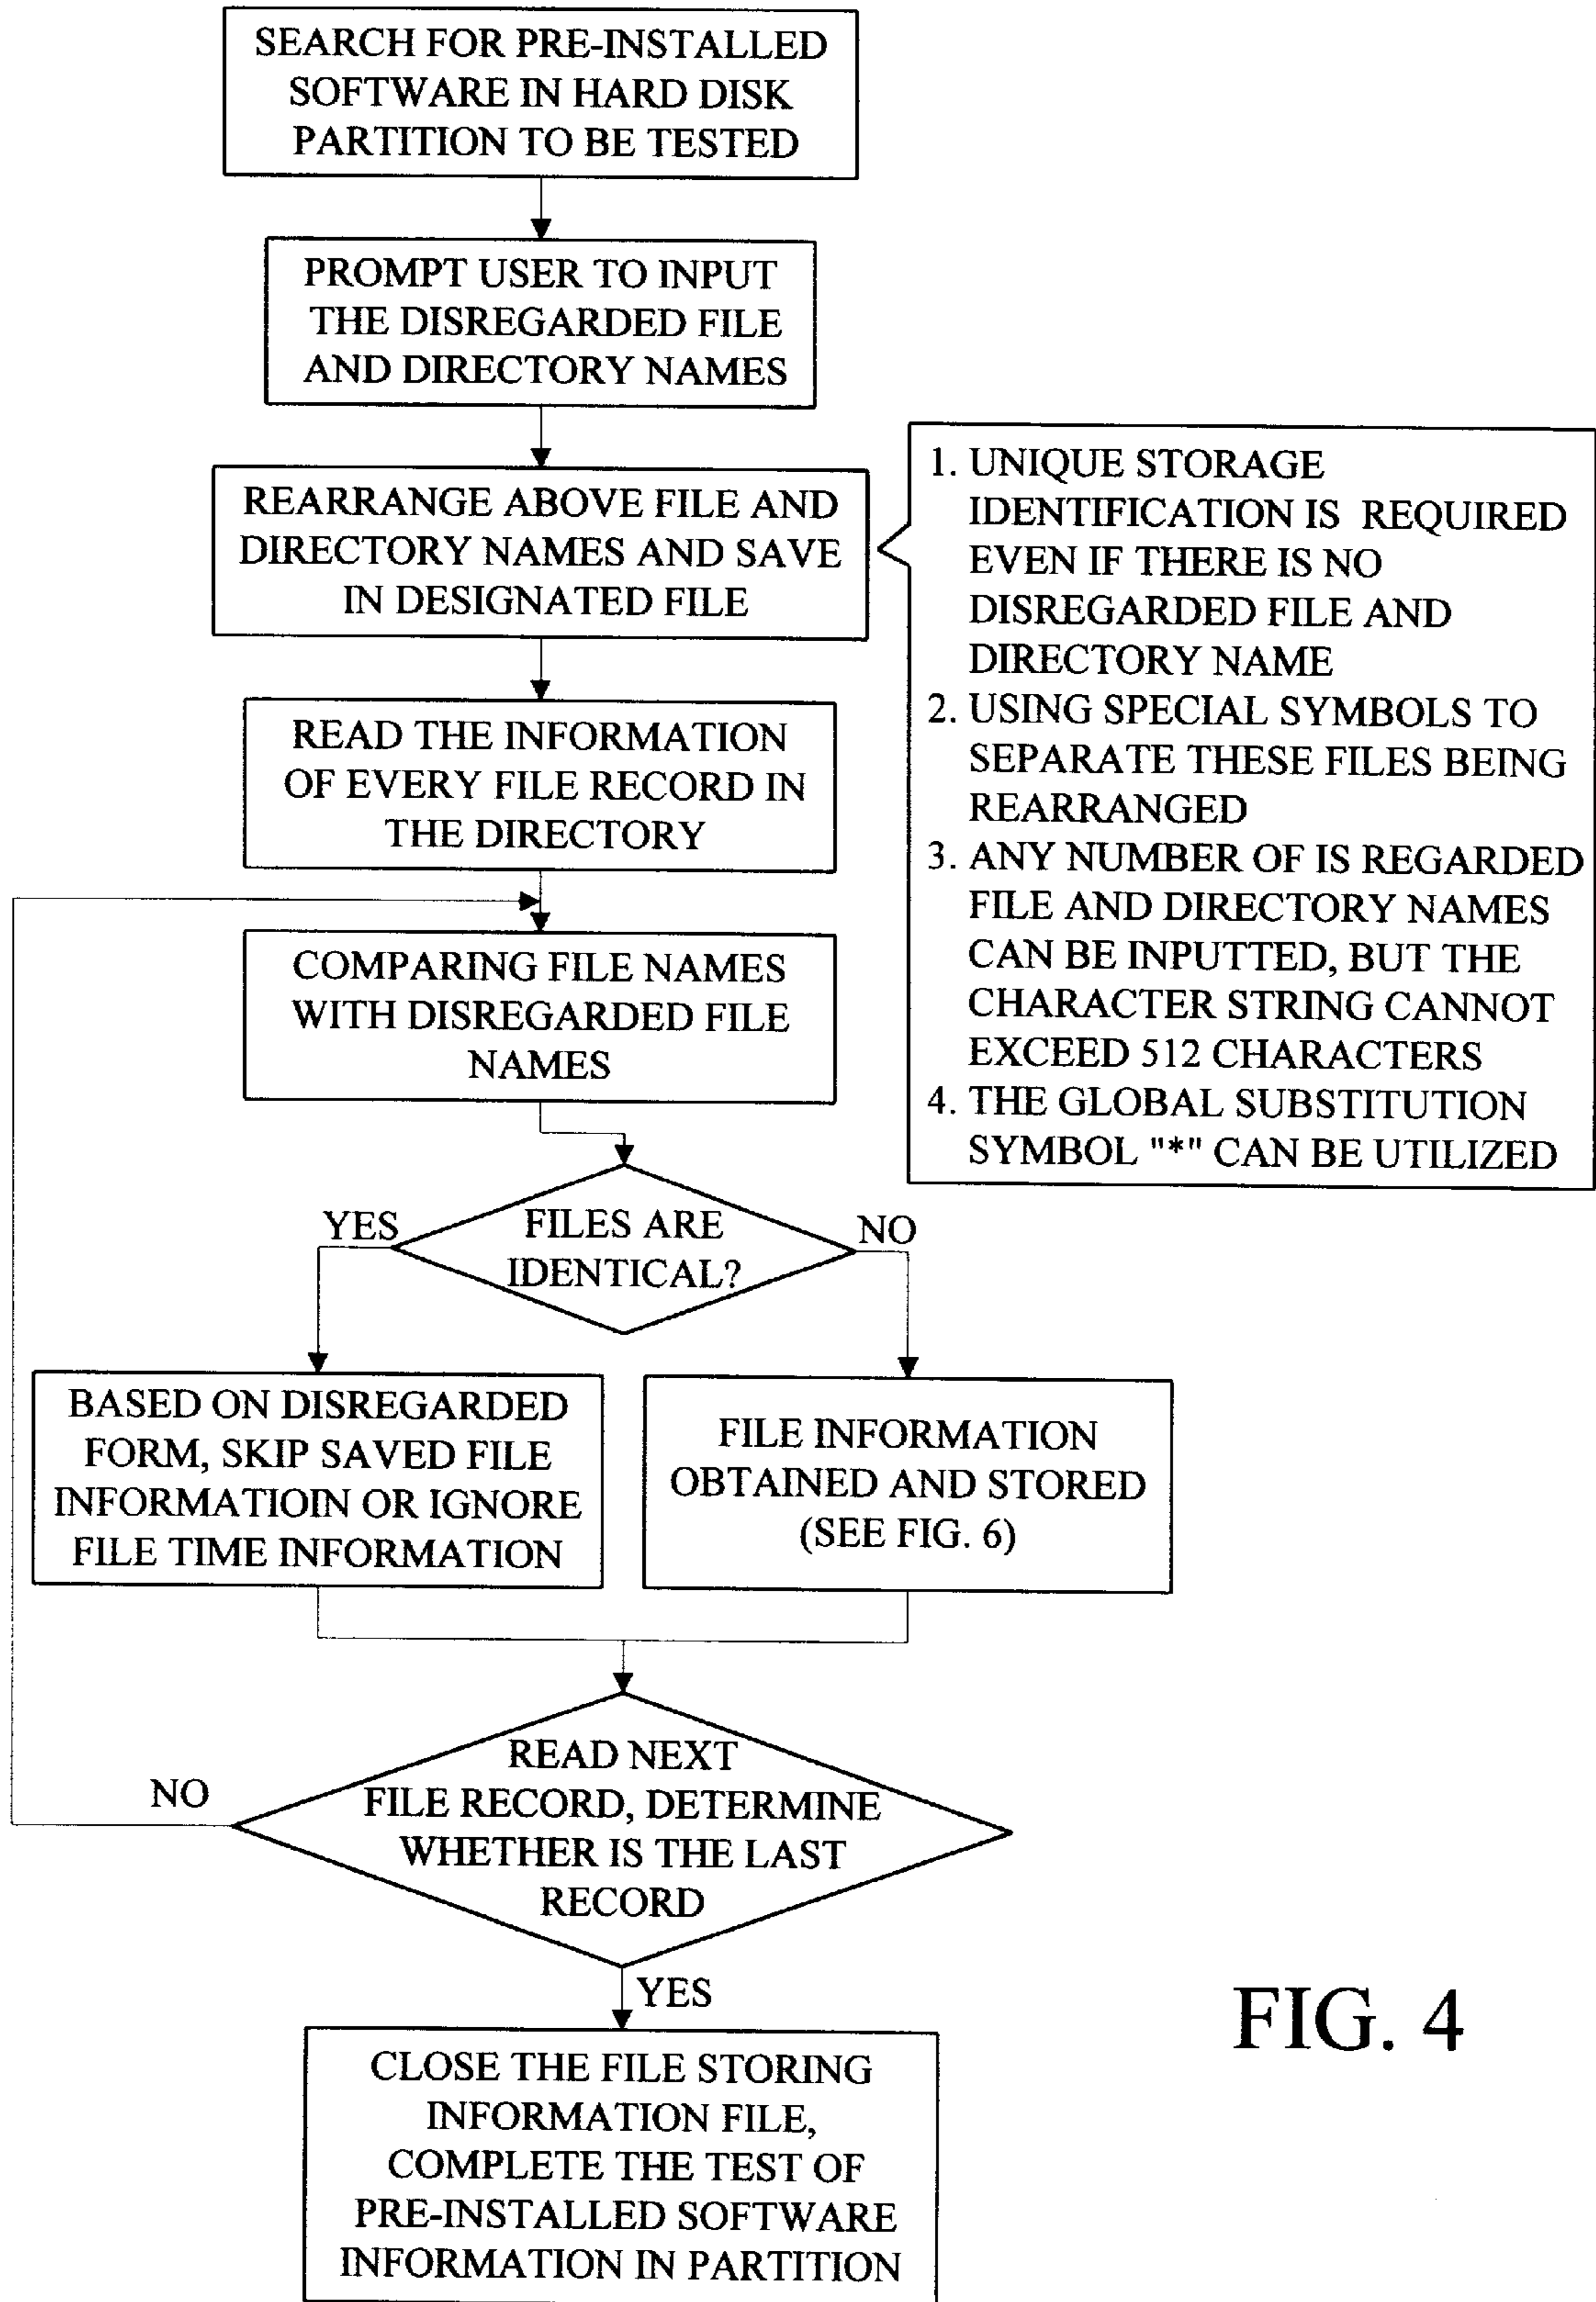 SEARCH FOR PRE-INSTALLED
SOFTWARE IN HARD DISK
PARTITION TO BE TESTED
PROMPT USER TO INPUT
THE DISREGARDED FILE
AND DIRECTORY NAMES
REARRANGE ABOVE FILE AND
DIRECTORY NAMES AND SAVE
IN DESIGNATED FILE
1. UNIQUE STORAGE
IDENTIFICATION IS REQUIRED
EVEN IF THERE IS NO
DISREGARDED FILE AND
DIRECTORY NAME
2. USING SPECIAL SYMBOLS TO
SEPARATE THESE FILES BEING
REARRANGED
3. ANY NUMBER OF IS REGARDED
FILE AND DIRECTORY NAMES
CAN BE INPUTTED, BUT THE
CHARACTER STRING CANNOT
EXCEED 512 CHARACTERS
4. THE GLOBAL SUBSTITUTION
SYMBOL "*" CAN BE UTILIZED
READ THE INFORMATION
OF EVERY FILE RECORD IN
THE DIRECTORY
COMPARING FILE NAMES
WITH DISREGARDED FILE
NAMES
FILES ARE
IDENTICAL?
YES
NO
BASED ON DISREGARDED
FORM, SKIP SAVED FILE
INFORMATIOIN OR IGNORE
FILE TIME INFORMATION
FILE INFORMATION
OBTAINED AND STORED
(SEE FIG. 6)
READ NEXT
FILE RECORD, DETERMINE
WHETHER IS THE LAST
RECORD
NO
YES
CLOSE THE FILE STORING
INFORMATION FILE,
COMPLETE THE TEST OF
PRE-INSTALLED SOFTWARE
INFORMATION IN PARTITION
FIG. 4